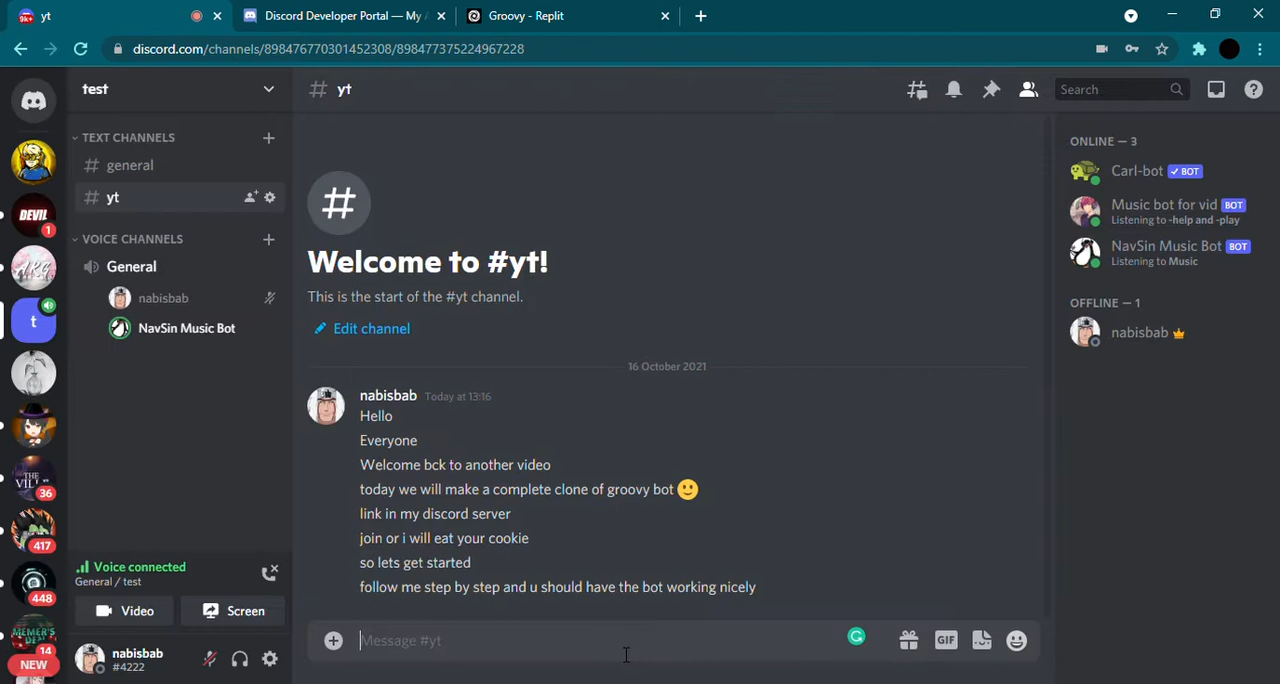 9k+ yt
Discord Developer Portal — My A
Groovy - Replit
discord.com/channels/898476770301452308/898477375224967228
test
# yt
Search
TEXT CHANNELS
# general
# yt
VOICE CHANNELS
General
nabisbab
NavSin Music Bot
DEVIL
1
t
THE
36
417
448
MEMER'S
14
NEW
Voice connected
General / test
Video
Screen
nabisbab
#4222
#
Welcome to #yt!
This is the start of the #yt channel.
Edit channel
16 October 2021
nabisbab Today at 13:16
Hello
Everyone
Welcome bck to another video
today we will make a complete clone of groovy bot
link in my discord server
join or i will eat your cookie
so lets get started
follow me step by step and u should have the bot working nicely
Message #yt
GIF
ONLINE — 3
Carl-bot ✓ BOT
Music bot for vid BOT
Listening to -help and -play
NavSin Music Bot BOT
Listening to Music
OFFLINE — 1
nabisbab